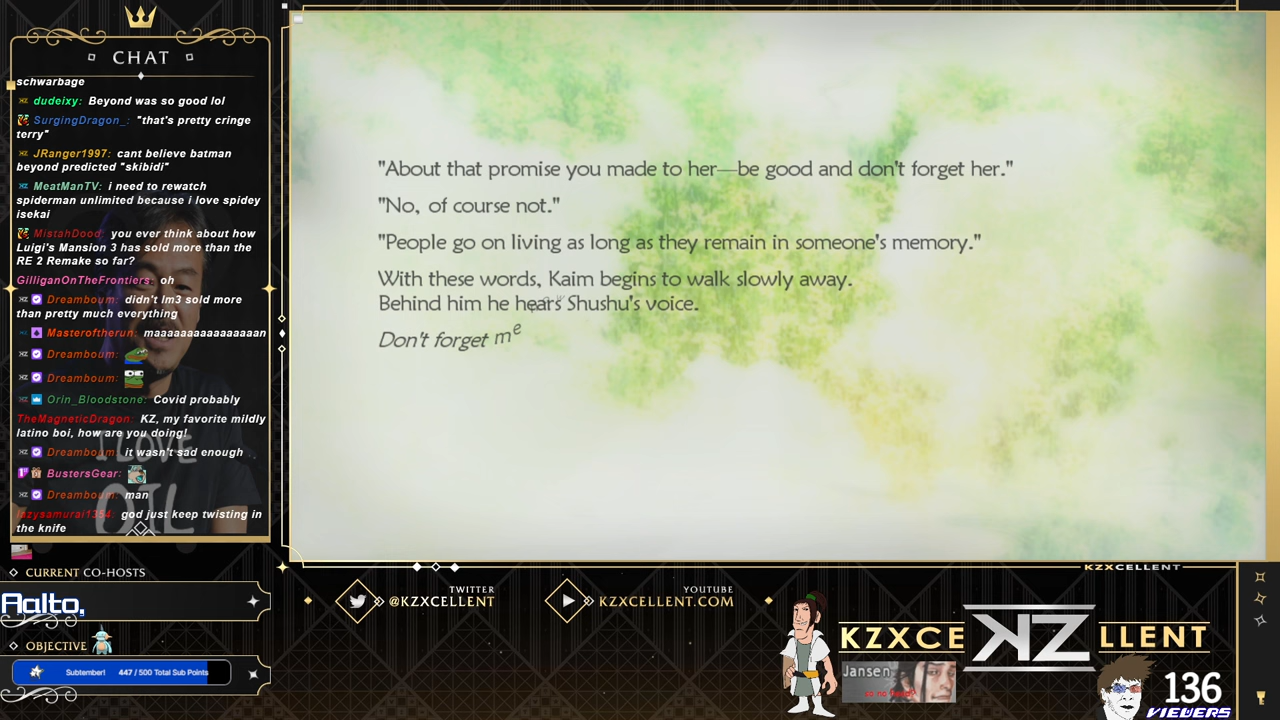 CHAT
schwarbage
dudeixy: Beyond was so good lol
SurgingDragon_: "that's pretty cringe
terry"
JRanger1997: cant believe batman
beyond predicted "skibidi"
MeatManTV: i need to rewatch
spiderman unlimited because i love spidey
isekai
MistahDood: you ever think about how
Luigi's Mansion 3 has sold more than the
RE 2 Remake so far?
GilliganOnTheFrontiers: oh
Dreamboum: didn't lm3 sold more
than pretty much everything
Masteroftherun: maaaaaaaaaaaaaaaan
Dreamboum:
Dreamboum:
Orin_Bloodstone: Covid probably
TheMagneticDragon: KZ, my favorite mildly
latino boi, how are you doing!
Dreamboum: it wasn't sad enough
BustersGear:
Dreamboum: man
lazysamurai1354: god just keep twisting in
the knife
I LOVE
OIL
CURRENT CO-HOSTS
Aalto,
OBJECTIVE
Subtember! 447 / 500 Total Sub Points
"About that promise you made to her—be good and don't forget her."
"No, of course not."
"People go on living as long as they remain in someone's memory."
With these words, Kaim begins to walk slowly away.
Behind him he hears Shushu's voice.
Don't forget me
KZXCELLENT
TWITTER
@KZXCELLENT
YOUTUBE
KZXCELLENT.COM
KZXCE KZ LLENT
Jansen
136
VIEWERS